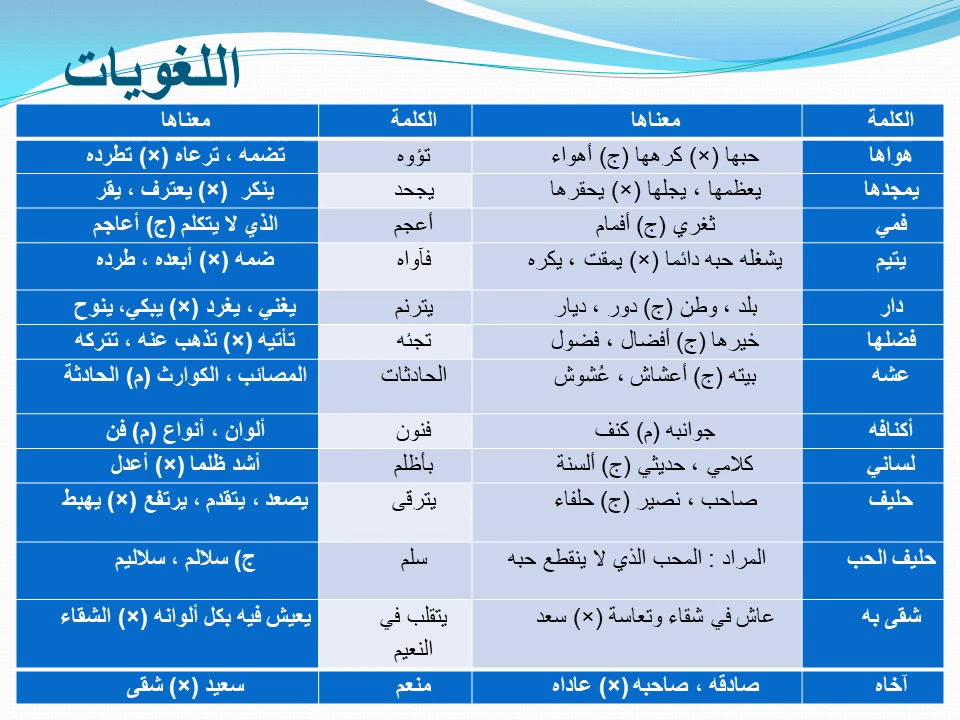 اللغويات
الكلمة معناها الكلمة معناها
هواها حبها (×) كرهها (ج) أهواء تؤوه تضمه ، ترعاه (×) تطرده
يمجدها يعظمها ، يجلها (×) يحقرها يجحد ينكر (×) يعترف ، يقر
فمي ثغري (ج) أفمام أعجم الذي لا يتكلم (ج) أعاجم
يتيم يشغله حبه دائما (×) يمقت ، يكره فآواه ضمه (×) أبعده ، طرده
دار بلد ، وطن (ج) دور ، ديار يترنم يغني ، يغرد (×) يبكي، ينوح
فضلها خيرها (ج) أفضال ، فضول تجئه تأتيه (×) تذهب عنه ، تتركه
عشه بيته (ج) أعشاش ، عُشوش الحادثات المصائب ، الكوارث (م) الحادثة
أكنافه جوانبه (م) كنف فنون ألوان ، أنواع (م) فن
لساني كلامي ، حديثي (ج) ألسنة بأظلم أشد ظلما (×) أعدل
حليف صاحب ، نصير (ج) حلفاء يترقى يصعد ، يتقدم ، يرتفع (×) يهبط
حليف الحب المراد : المحب الذي لا ينقطع حبه سلم ج) سلالم ، سلاليم
شقى به عاش في شقاء وتعاسة (×) سعد يتقلب في يعيش فيه بكل ألوانه (×) الشقاء
النعيم
آخاه صادقه ، صاحبه (×) عاداه منعم سعيد (×) شقى